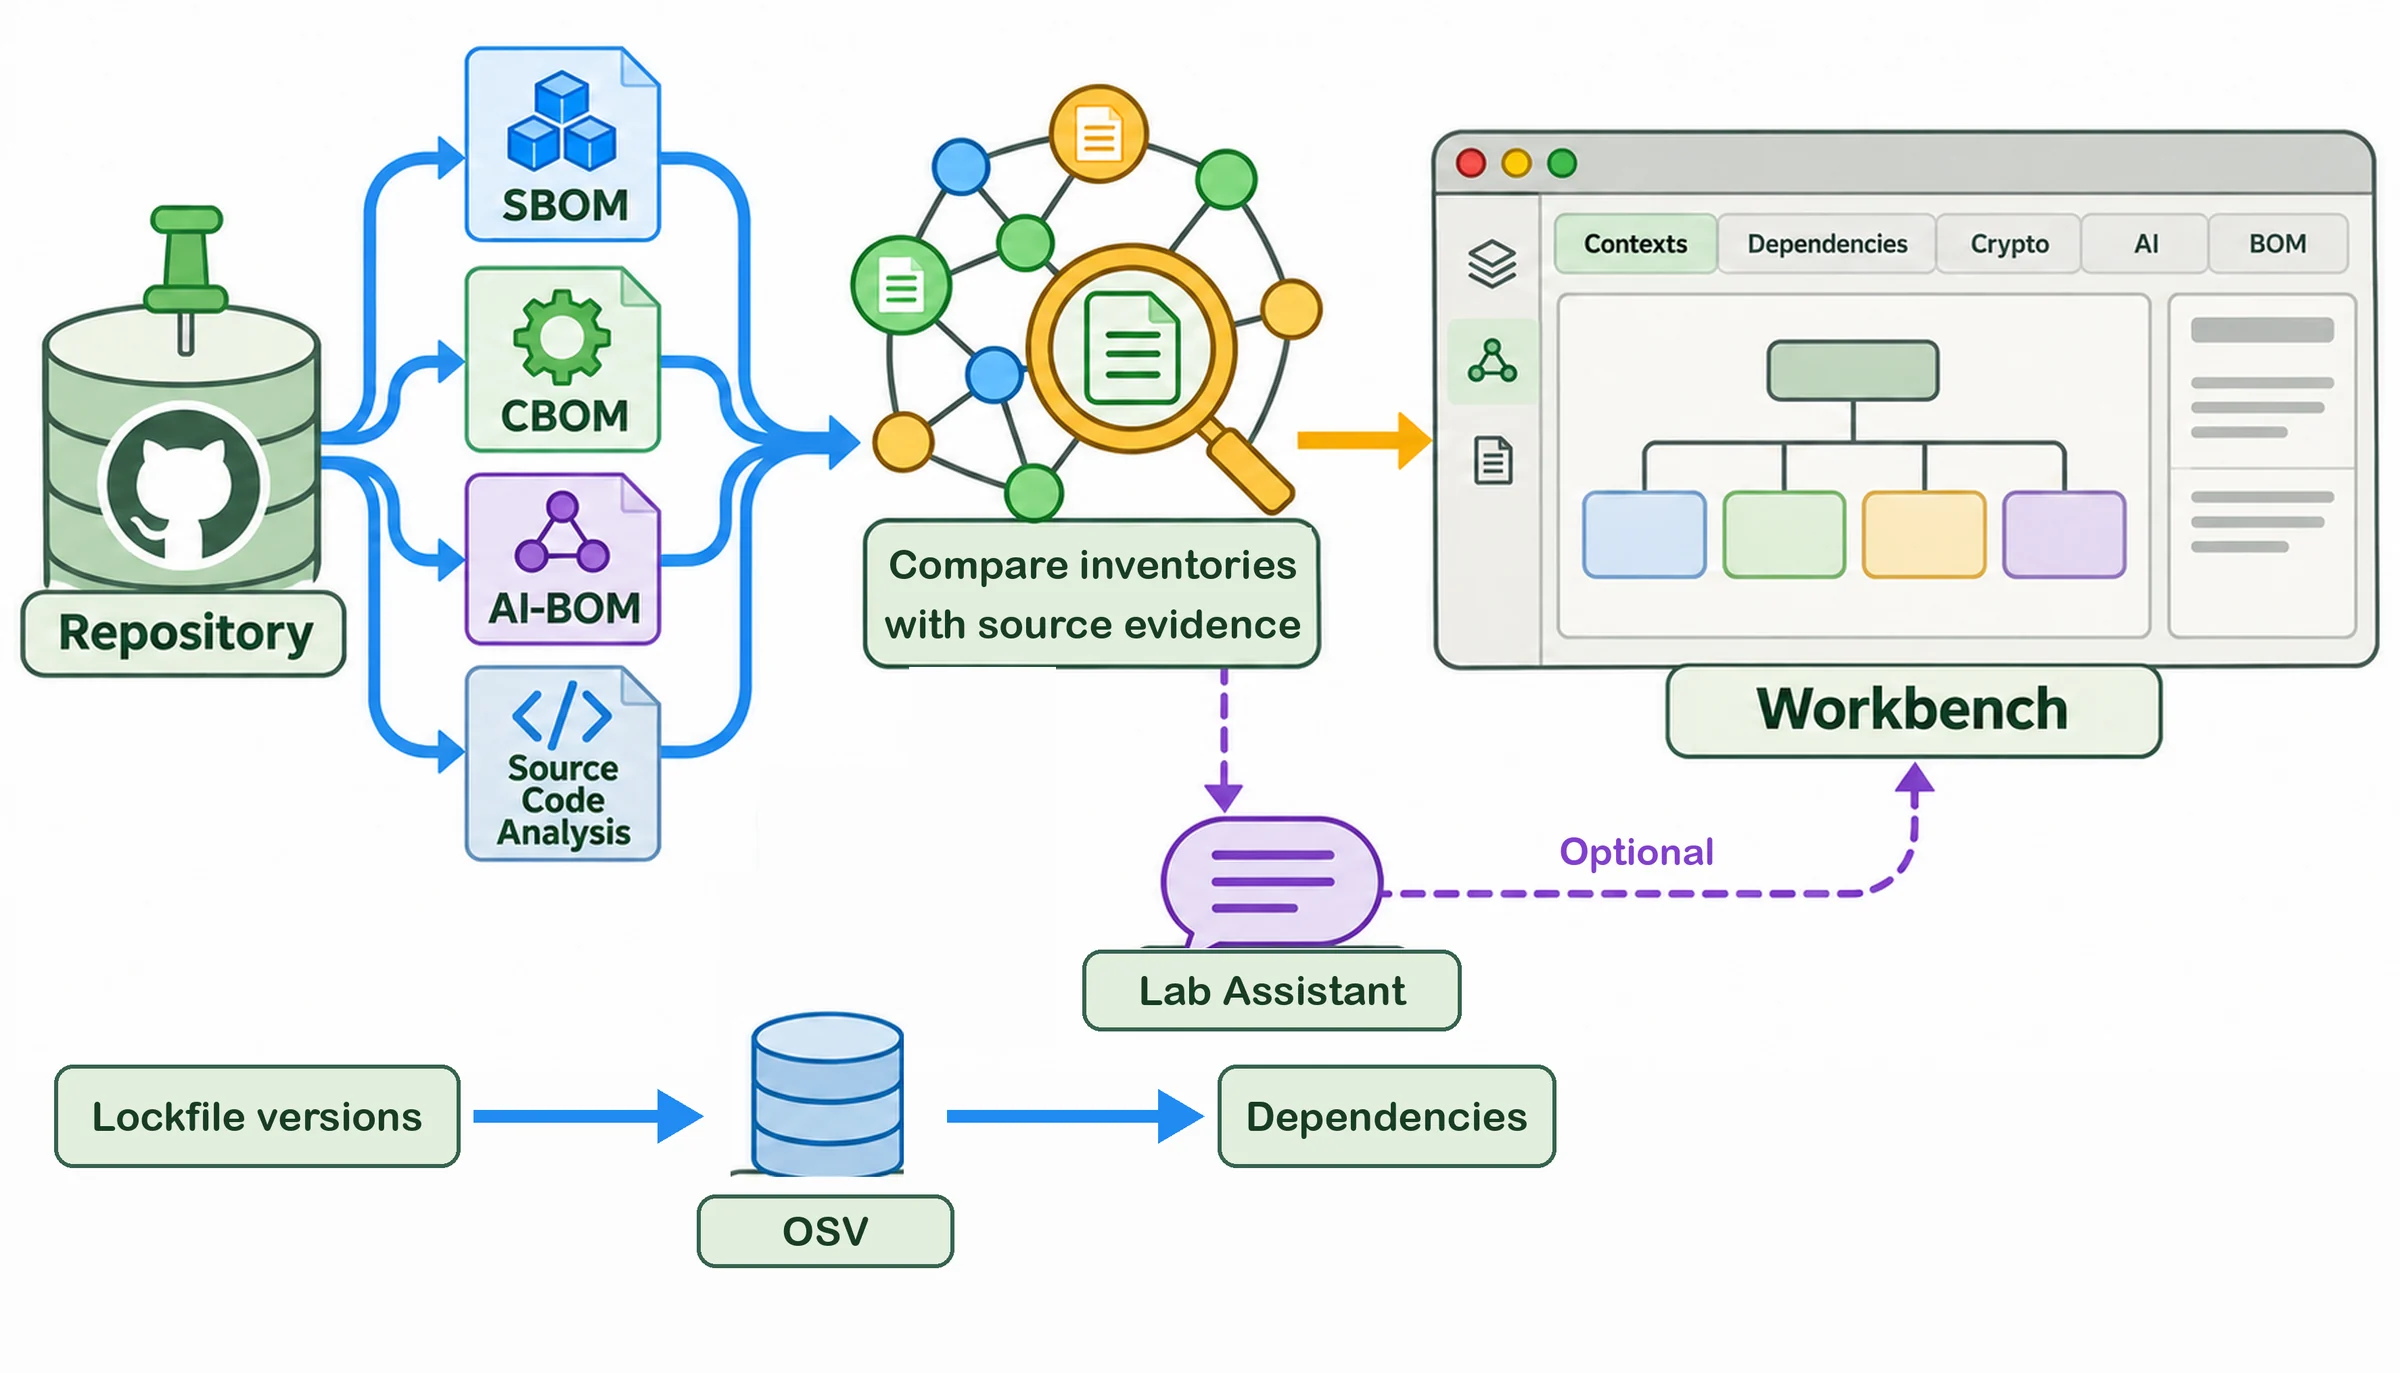 SBOM
CBOM
AI-BOM
Source
Code
Analysis
Repository
Compare inventories
with source evidence
Contexts
Dependencies
Crypto
AI
BOM
Workbench
Optional
Lab Assistant
Lockfile versions
OSV
Dependencies